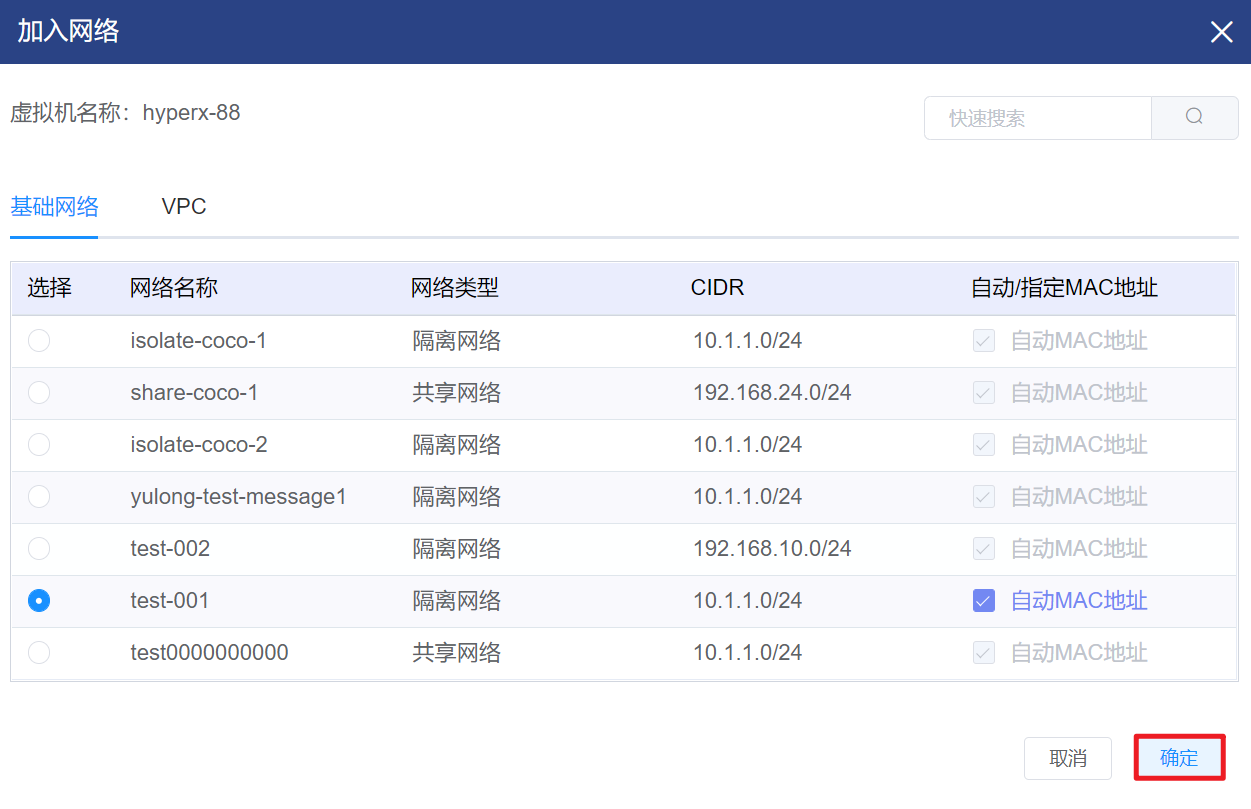 加入网络
虚拟机名称：hyperx-88
快速搜索
基础网络 VPC
选择 网络名称 网络类型 CIDR 自动/指定MAC地址
isolate-coco-1 隔离网络 10.1.1.0/24 自动MAC地址
share-coco-1 共享网络 192.168.24.0/24 自动MAC地址
isolate-coco-2 隔离网络 10.1.1.0/24 自动MAC地址
yulong-test-message1 隔离网络 10.1.1.0/24 自动MAC地址
test-002 隔离网络 192.168.10.0/24 自动MAC地址
test-001 隔离网络 10.1.1.0/24 自动MAC地址
test0000000000 共享网络 10.1.1.0/24 自动MAC地址
取消 确定